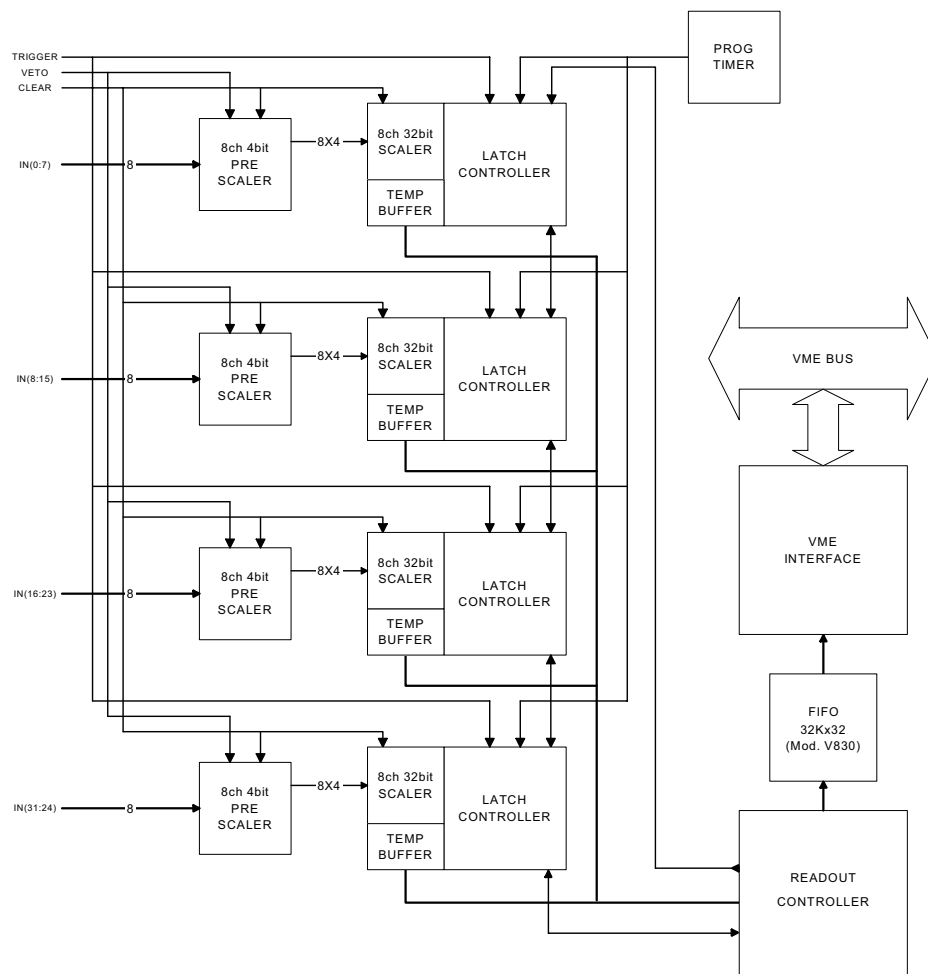 PROG
TIMER
TRIGGER
VETO
CLEAR
8ch 4bit
PRE
SCALER
8X4
8ch 32bit
SCALER
LATCH
CONTROLLER
TEMP
BUFFER
IN(0:7)
8
8ch 4bit
PRE
SCALER
8X4
8ch 32bit
SCALER
LATCH
CONTROLLER
TEMP
BUFFER
IN(8:15)
8
VME BUS
8ch 4bit
PRE
SCALER
8X4
8ch 32bit
SCALER
LATCH
CONTROLLER
TEMP
BUFFER
IN(16:23)
8
VME
INTERFACE
8ch 4bit
PRE
SCALER
8X4
8ch 32bit
SCALER
LATCH
CONTROLLER
TEMP
BUFFER
IN(31:24)
8
FIFO
32Kx32
(Mod. V830)
READOUT
CONTROLLER